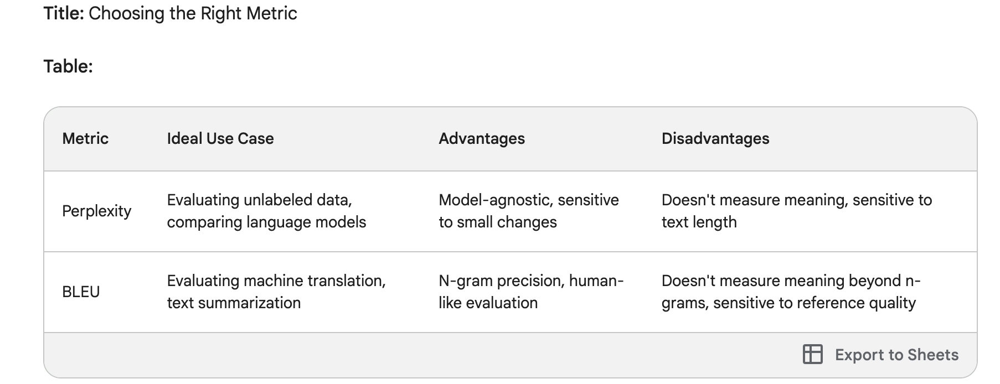 Title: Choosing the Right Metric
Table:
Metric Ideal Use Case Advantages Disadvantages
Perplexity
Evaluating unlabeled data,
comparing language models
Model-agnostic, sensitive
to small changes
Doesn't measure meaning, sensitive to
text length
BLEU
Evaluating machine translation,
text summarization
N-gram precision, human-
like evaluation
Doesn't measure meaning beyond n-
grams, sensitive to reference quality
Export to Sheets